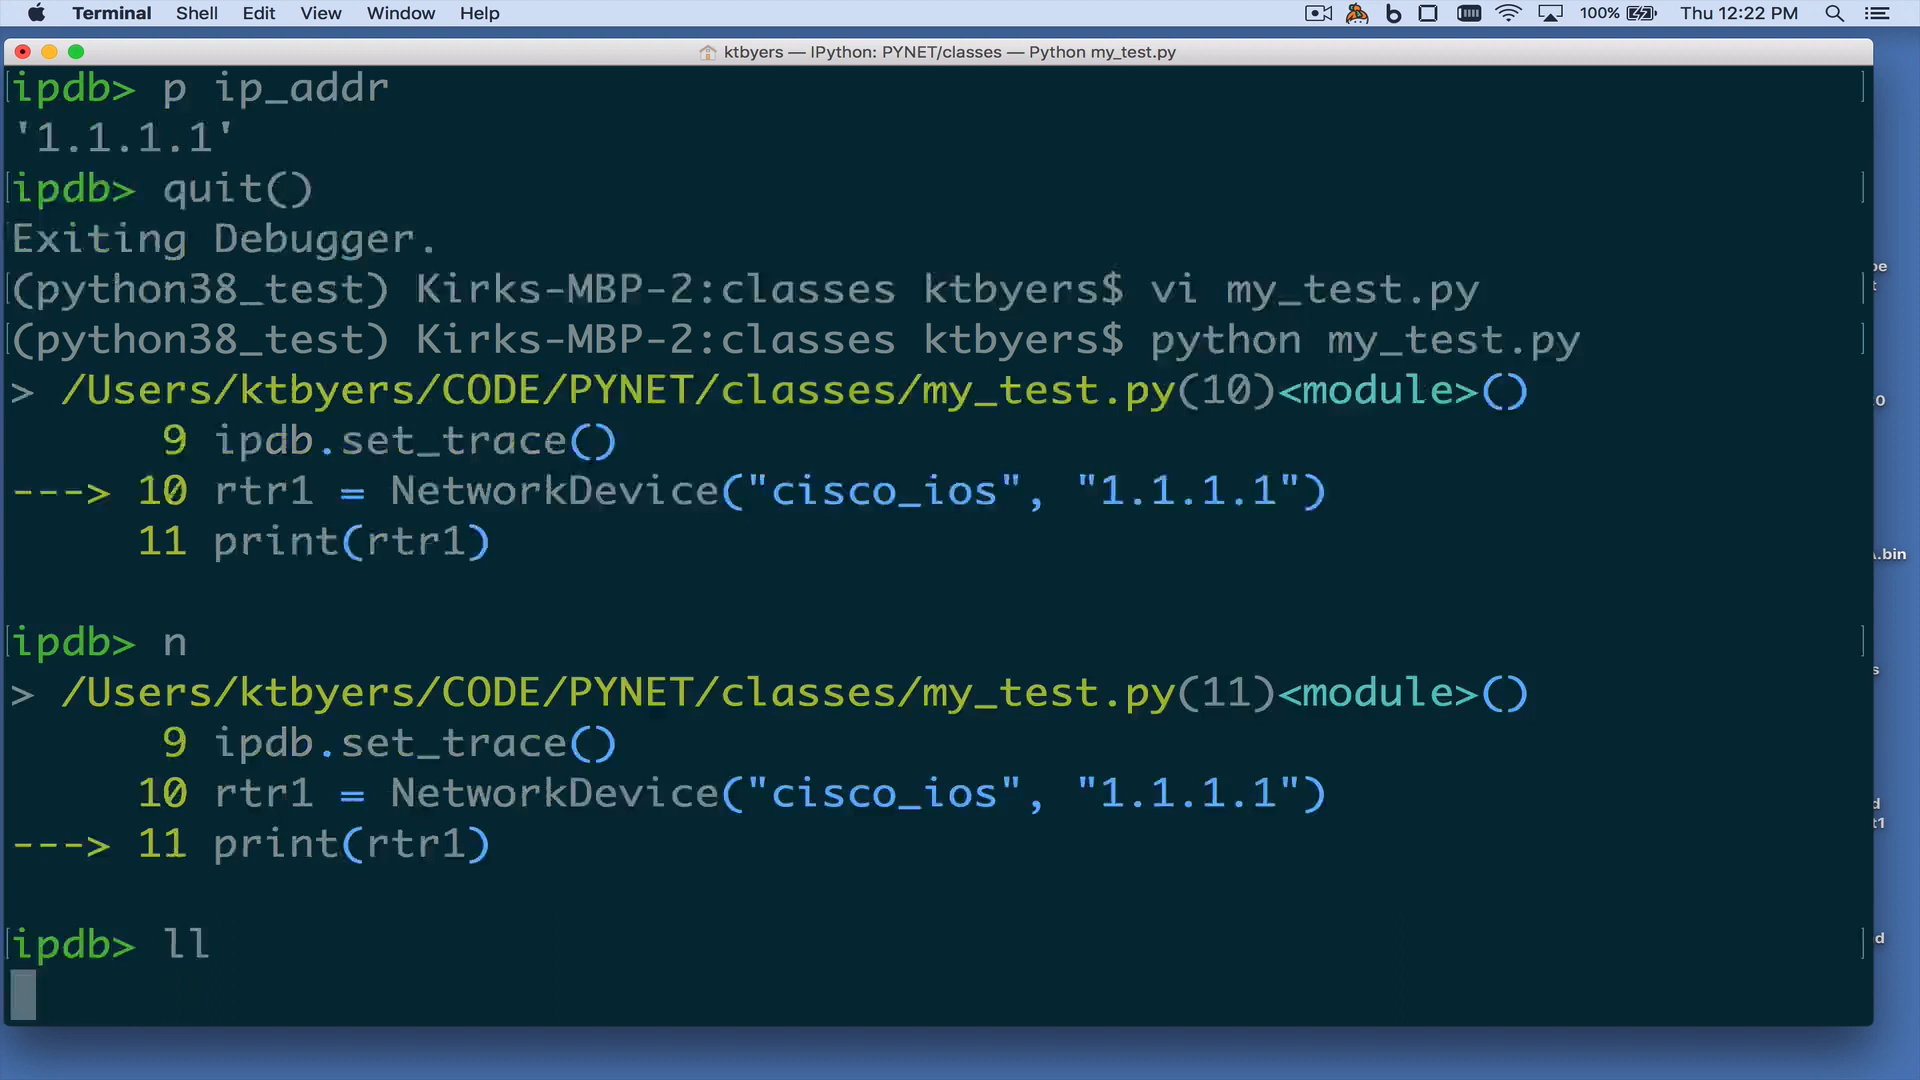 Terminal Shell Edit View Window Help 100% Thu 12:22 PM
ktbyers — IPython: PYNET/classes — Python my_test.py
ipdb> p ip_addr
'1.1.1.1'
ipdb> quit()
Exiting Debugger.
(python38_test) Kirks-MBP-2:classes ktbyers$ vi my_test.py
(python38_test) Kirks-MBP-2:classes ktbyers$ python my_test.py
> /Users/ktbyers/CODE/PYNET/classes/my_test.py(10)<module>()
9 ipdb.set_trace()
---> 10 rtr1 = NetworkDevice("cisco_ios", "1.1.1.1")
11 print(rtr1)
ipdb> n
> /Users/ktbyers/CODE/PYNET/classes/my_test.py(11)<module>()
9 ipdb.set_trace()
10 rtr1 = NetworkDevice("cisco_ios", "1.1.1.1")
---> 11 print(rtr1)
ipdb> ll